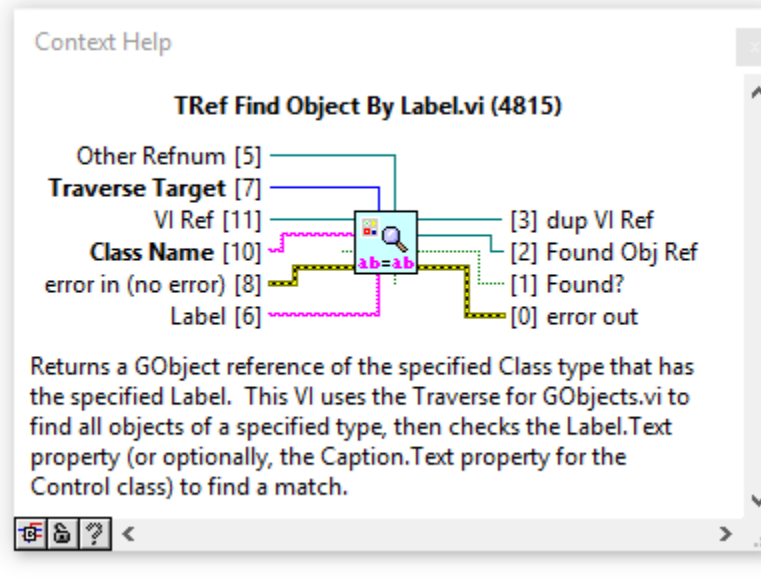 Context Help
TRef Find Object By Label.vi (4815)
Other Refnum [5]
Traverse Target [7]
VI Ref [11]
[3] dup VI Ref
Class Name [10]
[2] Found Obj Ref
error in (no error) [8]
[1] Found?
Label [6]
[0] error out
ab=ab
Returns a GObject reference of the specified Class type that has
the specified Label.  This VI uses the Traverse for GObjects.vi to
find all objects of a specified type, then checks the Label.Text
property (or optionally, the Caption.Text property for the
Control class) to find a match.
?